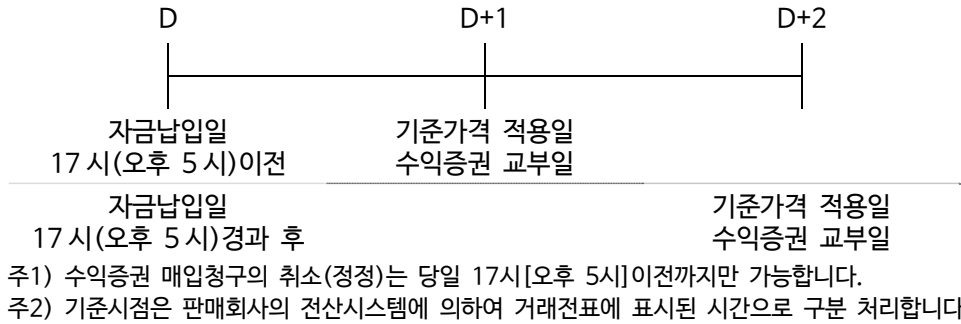 D D+1 D+2
자금납입일 기준가격 적용일
17시(오후 5시)이전 수익증권 교부일
자금납입일 기준가격 적용일
17시(오후 5시)경과 후 수익증권 교부일
주1) 수익증권 매입청구의 취소(정정)는 당일 17시[오후 5시]이전까지만 가능합니다.
주2) 기준시점은 판매회사의 전산시스템에 의하여 거래전표에 표시된 시간으로 구분 처리합니다